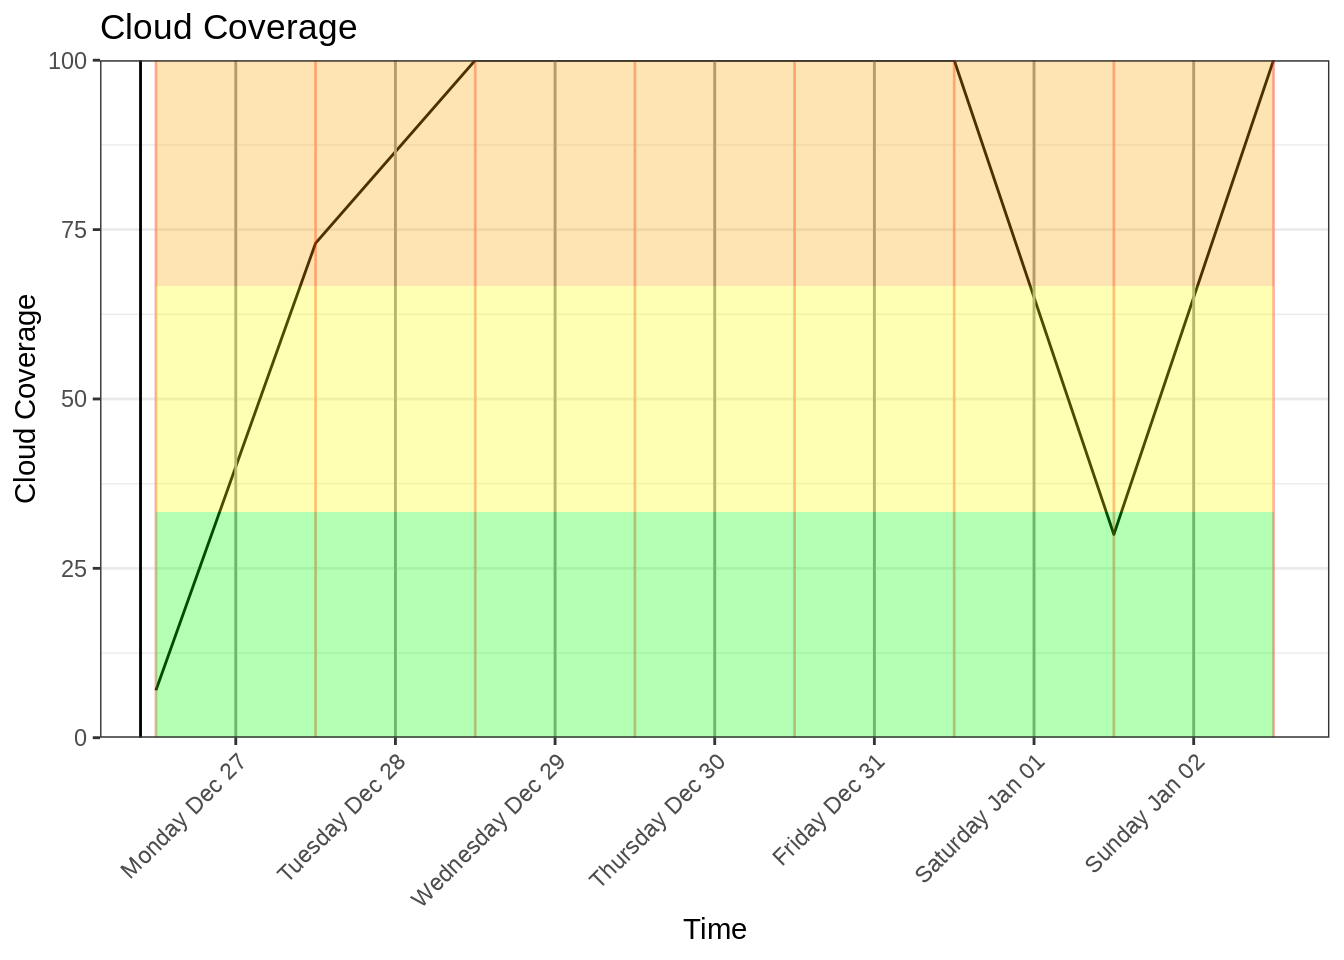 Cloud Coverage
100
75
50
25
0
Cloud Coverage
Monday Dec 27
Tuesday Dec 28
Wednesday Dec 29
Thursday Dec 30
Friday Dec 31
Saturday Jan 01
Sunday Jan 02
Time